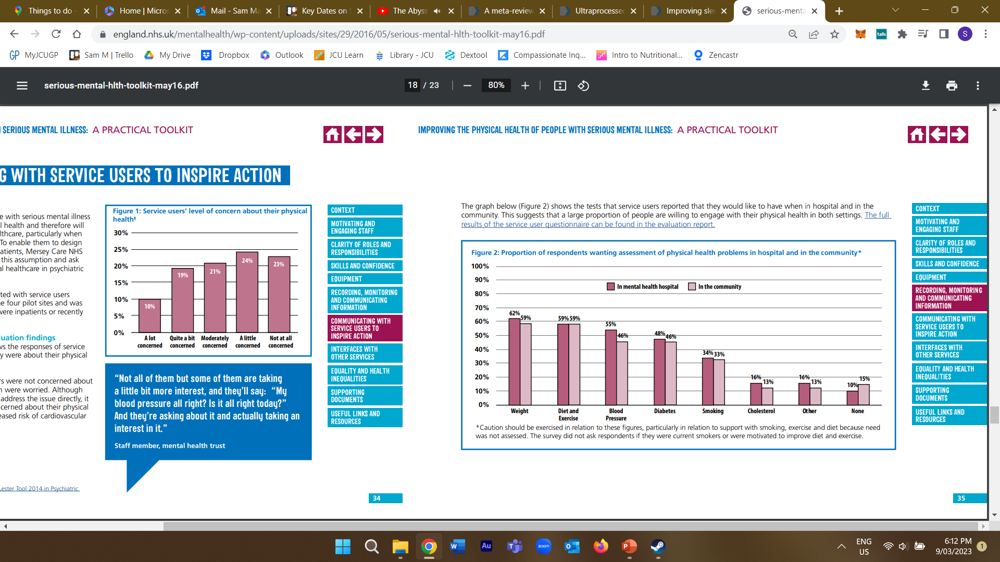 Things to do -
Home | Micros
Mail - Sam Ma
Key Dates on S
The Abyss
A meta-review
Ultraprocessed
Improving slee
serious-menta
england.nhs.uk/mentalhealth/wp-content/uploads/sites/29/2016/05/serious-mental-hlth-toolkit-may16.pdf
talis
S
MyJCUGP
Sam M | Trello
My Drive
Dropbox
Outlook
JCU Learn
Library - JCU
Dextool
Compassionate Inq...
Intro to Nutritional...
Zencastr
serious-mental-hlth-toolkit-may16.pdf
18 / 23
80%
SERIOUS MENTAL ILLNESS: A PRACTICAL TOOLKIT
G WITH SERVICE USERS TO INSPIRE ACTION
e with serious mental illness
l health and therefore will
lthcare, particularly when
To enable them to design
atients, Mersey Care NHS
this assumption and ask
al healthcare in psychiatric
ted with service users
e four pilot sites and was
vere inpatients or recently
luation findings
vs the responses of service
y were about their physical
rs were not concerned about
n were worried. Although
address the issue directly, it
cerned about their physical
eased risk of cardiovascular
Lester Tool 2014 in Psychiatric
Figure 1: Service users’ level of concern about their physical
health⁸
30%
25%
20%
15%
10%
5%
0%
10%
19%
21%
24%
23%
A lot
concerned
Quite a bit
concerned
Moderately
concerned
A little
concerned
Not at all
concerned
“Not all of them but some of them are taking
a little bit more interest, and they’ll say: “My
blood pressure all right? Is it all right today?”
And they’re asking about it and actually taking an
interest in it.”
Staff member, mental health trust
CONTEXT
MOTIVATING AND
ENGAGING STAFF
CLARITY OF ROLES AND
RESPONSIBILITIES
SKILLS AND CONFIDENCE
EQUIPMENT
RECORDING, MONITORING
AND COMMUNICATING
INFORMATION
COMMUNICATING WITH
SERVICE USERS TO
INSPIRE ACTION
INTERFACES WITH
OTHER SERVICES
EQUALITY AND HEALTH
INEQUALITIES
SUPPORTING
DOCUMENTS
USEFUL LINKS AND
RESOURCES
34
IMPROVING THE PHYSICAL HEALTH OF PEOPLE WITH SERIOUS MENTAL ILLNESS: A PRACTICAL TOOLKIT
The graph below (Figure 2) shows the tests that service users reported that they would like to have when in hospital and in the
community. This suggests that a large proportion of people are willing to engage with their physical health in both settings. The full
results of the service user questionnaire can be found in the evaluation report.
Figure 2: Proportion of respondents wanting assessment of physical health problems in hospital and in the community*
100%
90%
80%
70%
60%
50%
40%
30%
20%
10%
0%
In mental health hospital
In the community
62%
59%
59%
59%
55%
46%
48%
46%
34%
33%
16%
13%
16%
13%
10%
15%
Weight
Diet and
Exercise
Blood
Pressure
Diabetes
Smoking
Cholesterol
Other
None
*Caution should be exercised in relation to these figures, particularly in relation to support with smoking, exercise and diet because need
was not assessed. The survey did not ask respondents if they were current smokers or were motivated to improve diet and exercise.
CONTEXT
MOTIVATING AND
ENGAGING STAFF
CLARITY OF ROLES AND
RESPONSIBILITIES
SKILLS AND CONFIDENCE
EQUIPMENT
RECORDING, MONITORING
AND COMMUNICATING
INFORMATION
COMMUNICATING WITH
SERVICE USERS TO
INSPIRE ACTION
INTERFACES WITH
OTHER SERVICES
EQUALITY AND HEALTH
INEQUALITIES
SUPPORTING
DOCUMENTS
USEFUL LINKS AND
RESOURCES
35
Au
zoom
ENG
US
6:12 PM
9/03/2023
1